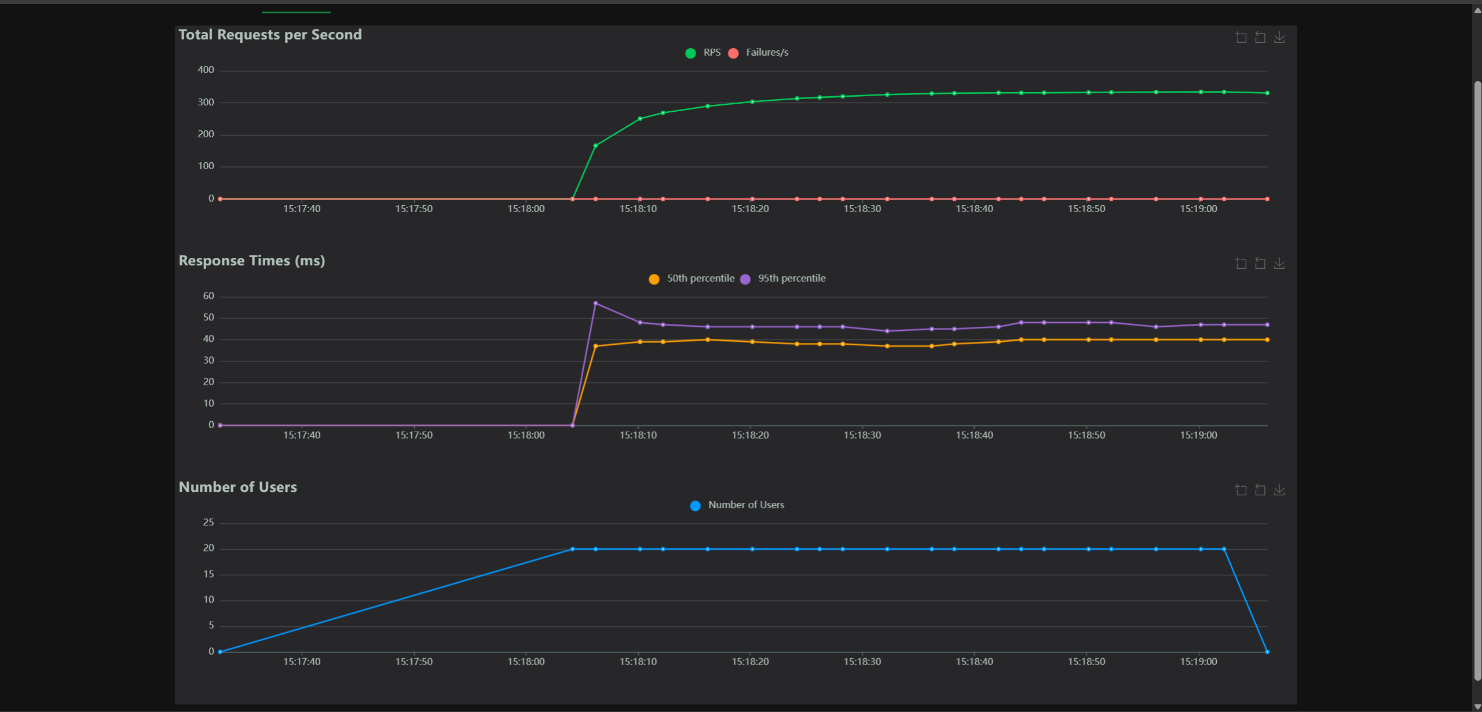 Total Requests per Second
RPS Failures/s
400
300
200
100
0
15:17:40 15:17:50 15:18:00 15:18:10 15:18:20 15:18:30 15:18:40 15:18:50 15:19:00
Response Times (ms)
50th percentile 95th percentile
60
50
40
30
20
10
0
15:17:40 15:17:50 15:18:00 15:18:10 15:18:20 15:18:30 15:18:40 15:18:50 15:19:00
Number of Users
Number of Users
25
20
15
10
5
0
15:17:40 15:17:50 15:18:00 15:18:10 15:18:20 15:18:30 15:18:40 15:18:50 15:19:00